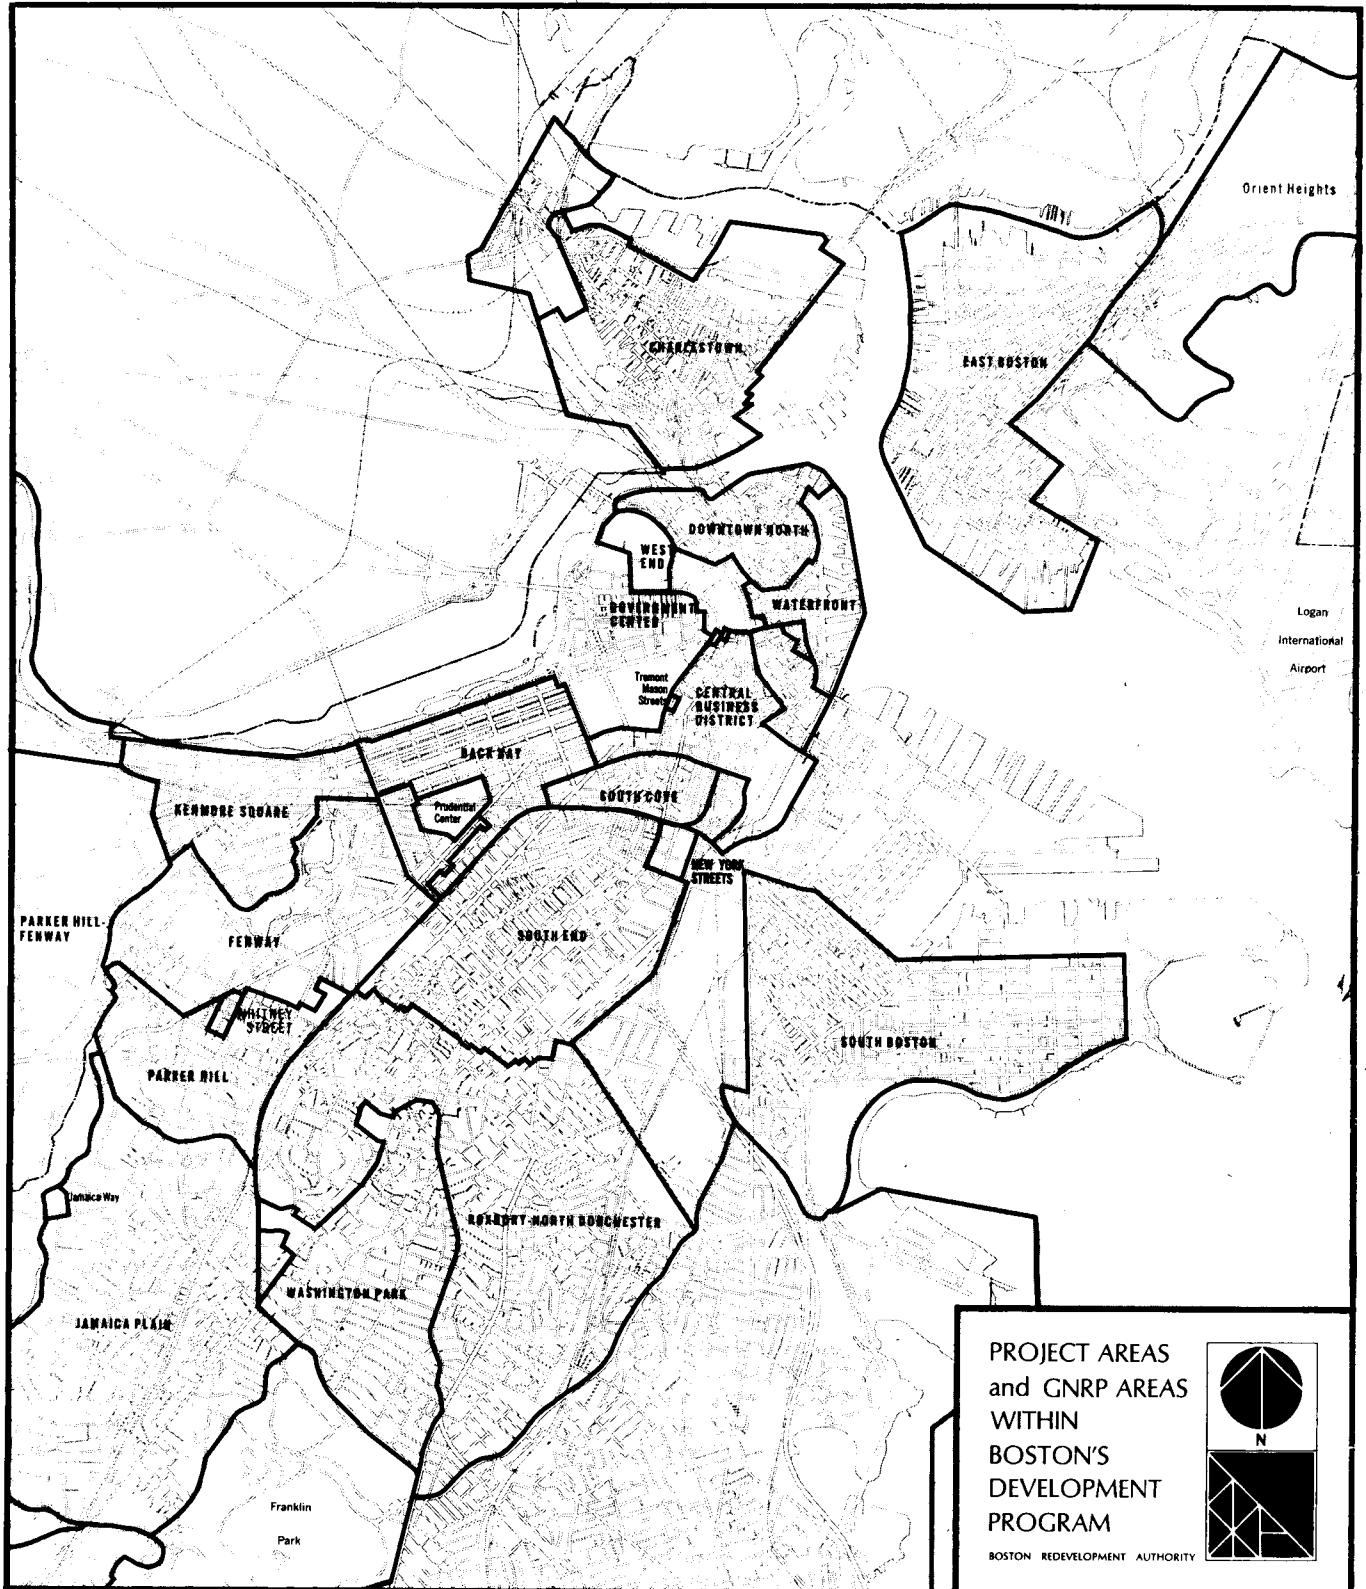 Orient Heights
CHARLESTOWN
EAST BOSTON
DOWNTOWN NORTH
WEST
END
GOVERNMENT
CENTER
WATERFRONT
Logan
International
Airport
Tremont
Mason
Streets
CENTRAL
BUSINESS
DISTRICT
BACK BAY
SOUTH COVE
KENMORE SQUARE
Prudential
Center
NEW YORK
STREETS
PARKER HILL-
FENWAY
FENWAY
SOUTH END
WHITNEY
STREET
SOUTH BOSTON
PARKER HILL
Jamaica Way
ROXBURY-NORTH DORCHESTER
WASHINGTON PARK
JAMAICA PLAIN
Franklin
Park
PROJECT AREAS
and GNRP AREAS
WITHIN
BOSTON'S
DEVELOPMENT
PROGRAM
BOSTON REDEVELOPMENT AUTHORITY
N